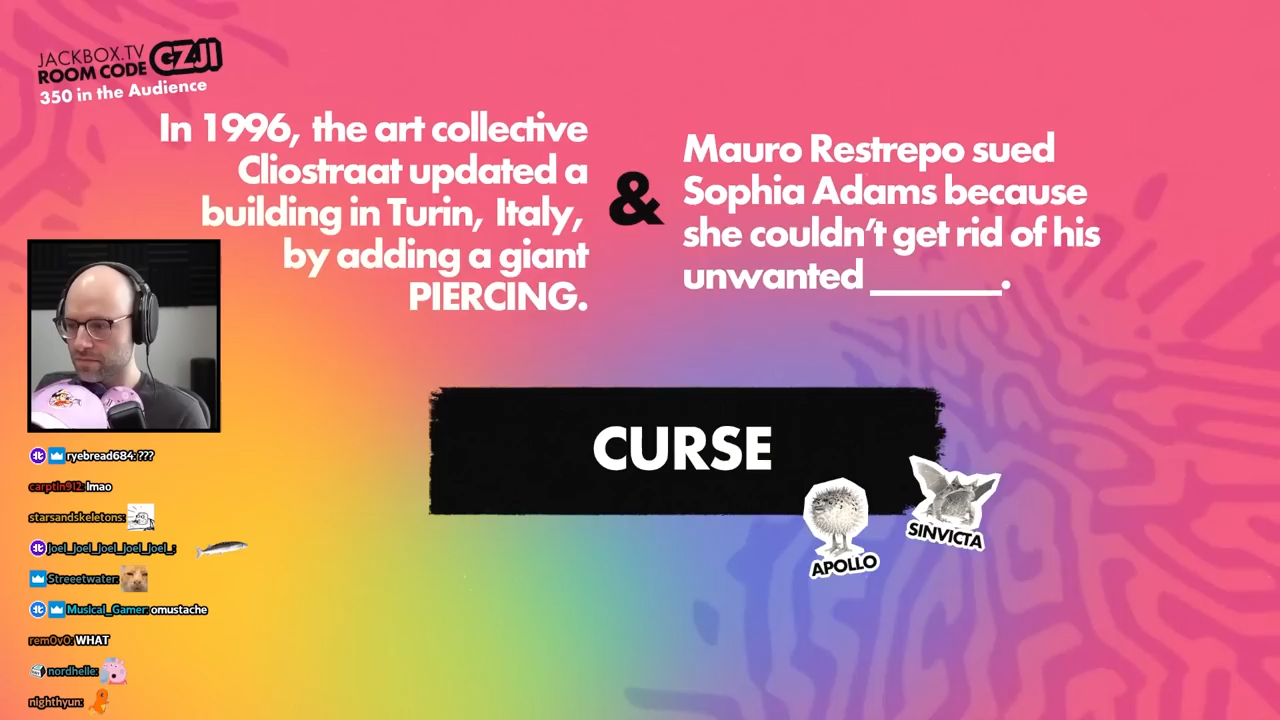 JACKBOX.TV
ROOM CODE GZJI
350 in the Audience
In 1996, the art collective
Cliostraat updated a
building in Turin, Italy,
by adding a giant
PIERCING.
&
Mauro Restrepo sued
Sophia Adams because
she couldn't get rid of his
unwanted ______.
CURSE
APOLLO
SINVICTA
ryebread684: ???
carptin912: lmao
starsandskeletons:
Joel_Joel_Joel_Joel_Joel_:
Streeetwater:
Musical_Gamer: omustache
rem0v0: WHAT
nordhelle:
nighthyun: